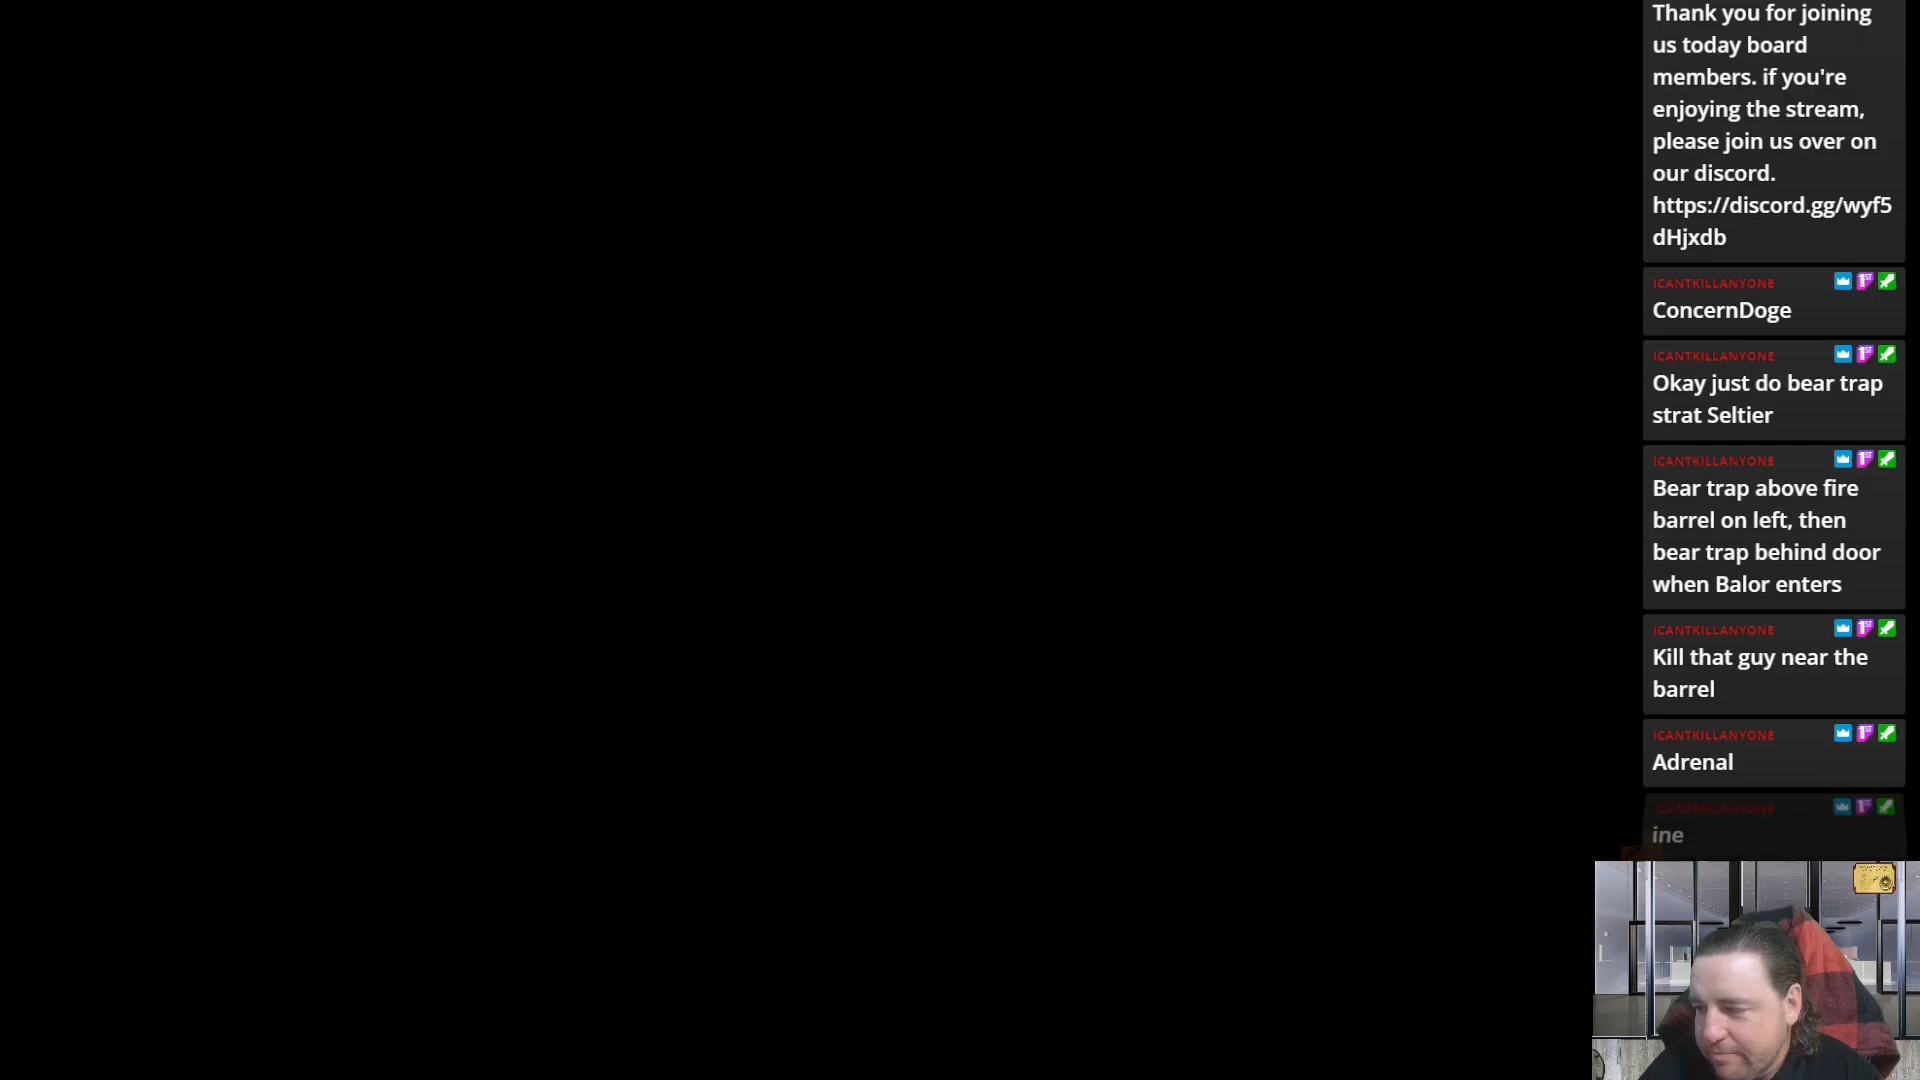 Thank you for joining
us today board
members. if you're
enjoying the stream,
please join us over on
our discord.
https://discord.gg/wyf5
dHjxdb
ICANTKILLANYONE
ConcernDoge
ICANTKILLANYONE
Okay just do bear trap
strat Seltier
ICANTKILLANYONE
Bear trap above fire
barrel on left, then
bear trap behind door
when Balor enters
ICANTKILLANYONE
Kill that guy near the
barrel
ICANTKILLANYONE
Adrenal
ICANTKILLANYONE
ine